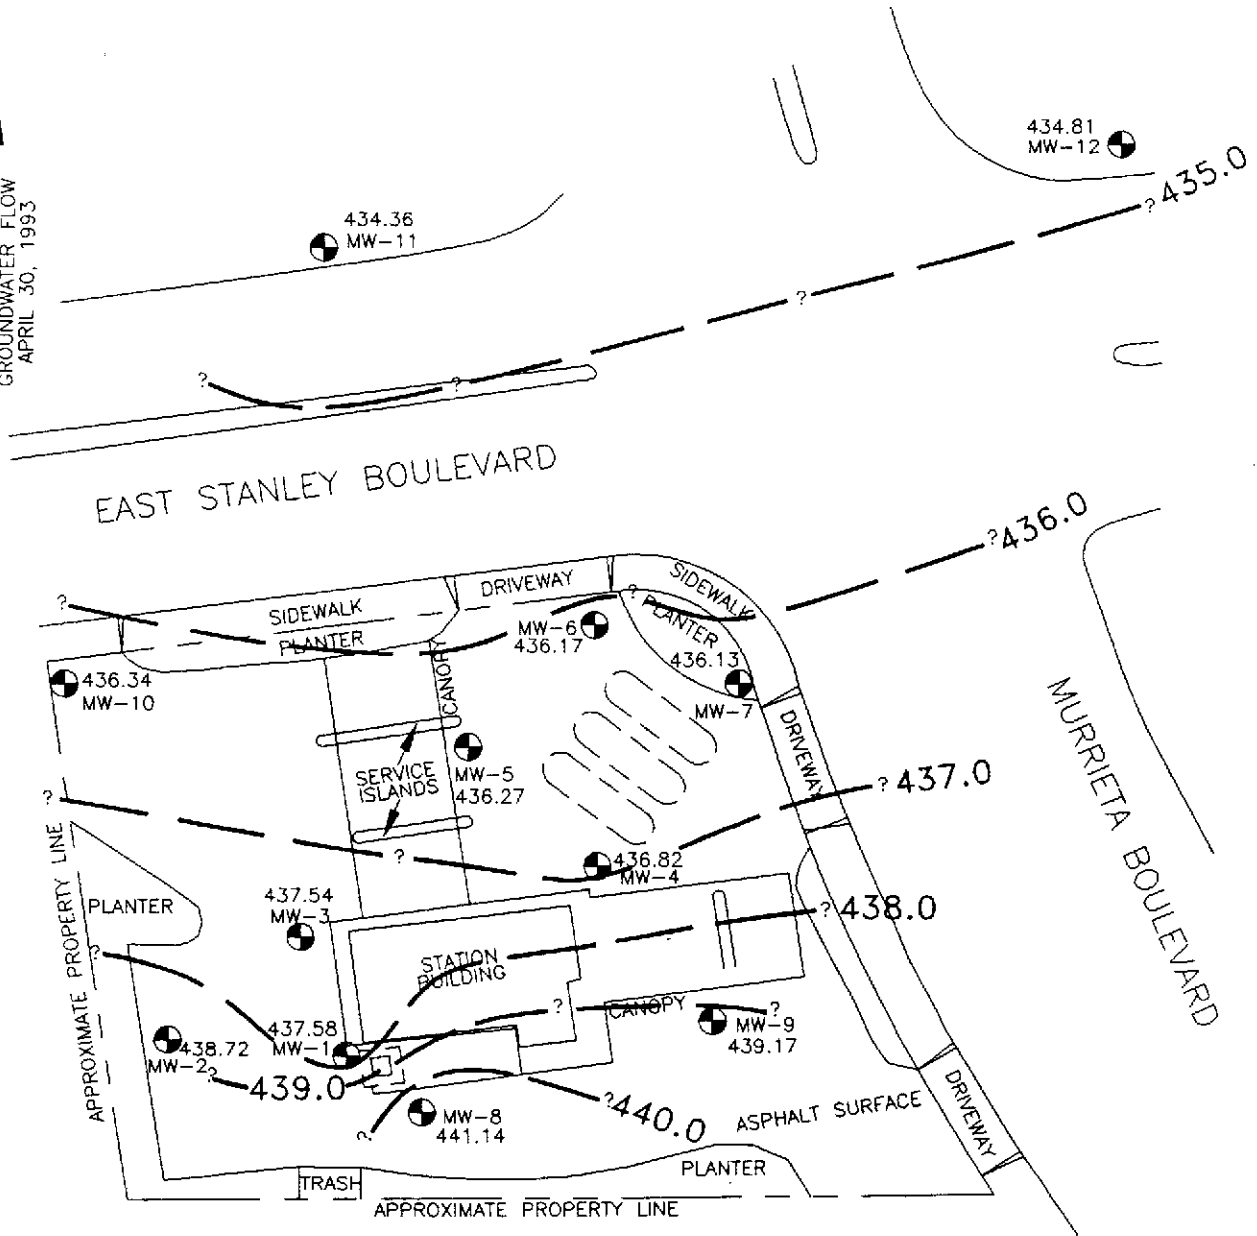 434.81
MW-12
435.0
?
GROUNDWATER FLOW
APRIL 30, 1993
434.36
MW-11
?
?
?
EAST STANLEY BOULEVARD
?
436.0
DRIVEWAY
SIDEWALK
SIDEWALK
?
?
PLANTER
PLANTER
MW-6
436.17
CANOPY
436.13
MW-7
436.34
MW-10
DRIVEWAY
MURRIETA BOULEVARD
SERVICE
ISLANDS
MW-5
436.27
?
?
437.0
?
436.82
MW-4
APPROXIMATE PROPERTY LINE
PLANTER
437.54
MW-3
?
438.0
?
STATION
BUILDING
?
CANOPY
?
MW-9
439.17
437.58
MW-1
438.72
MW-2
?
439.0
?
440.0
MW-8
441.14
?
ASPHALT SURFACE
DRIVEWAY
PLANTER
TRASH
APPROXIMATE PROPERTY LINE